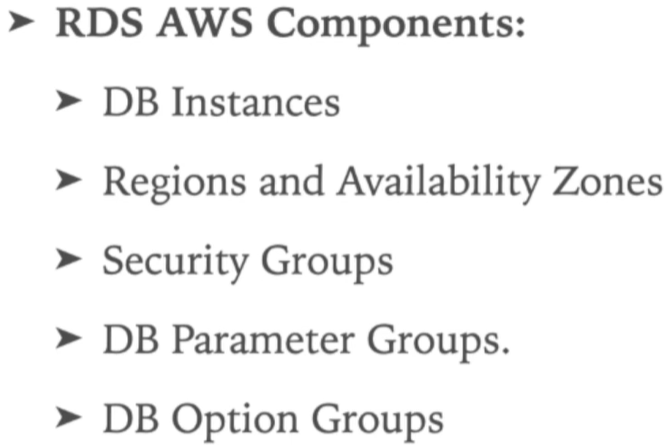 ➤ RDS AWS Components:
➤ DB Instances
➤ Regions and Availability Zones
➤ Security Groups
➤ DB Parameter Groups.
➤ DB Option Groups